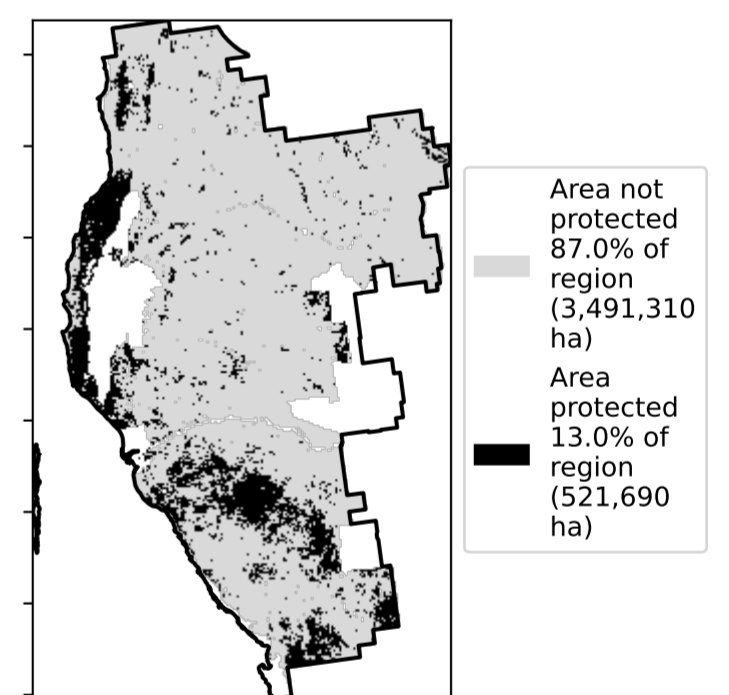 Area not
protected
87.0% of
region
(3,491,310
ha)
Area
protected
13.0% of
region
(521,690
ha)